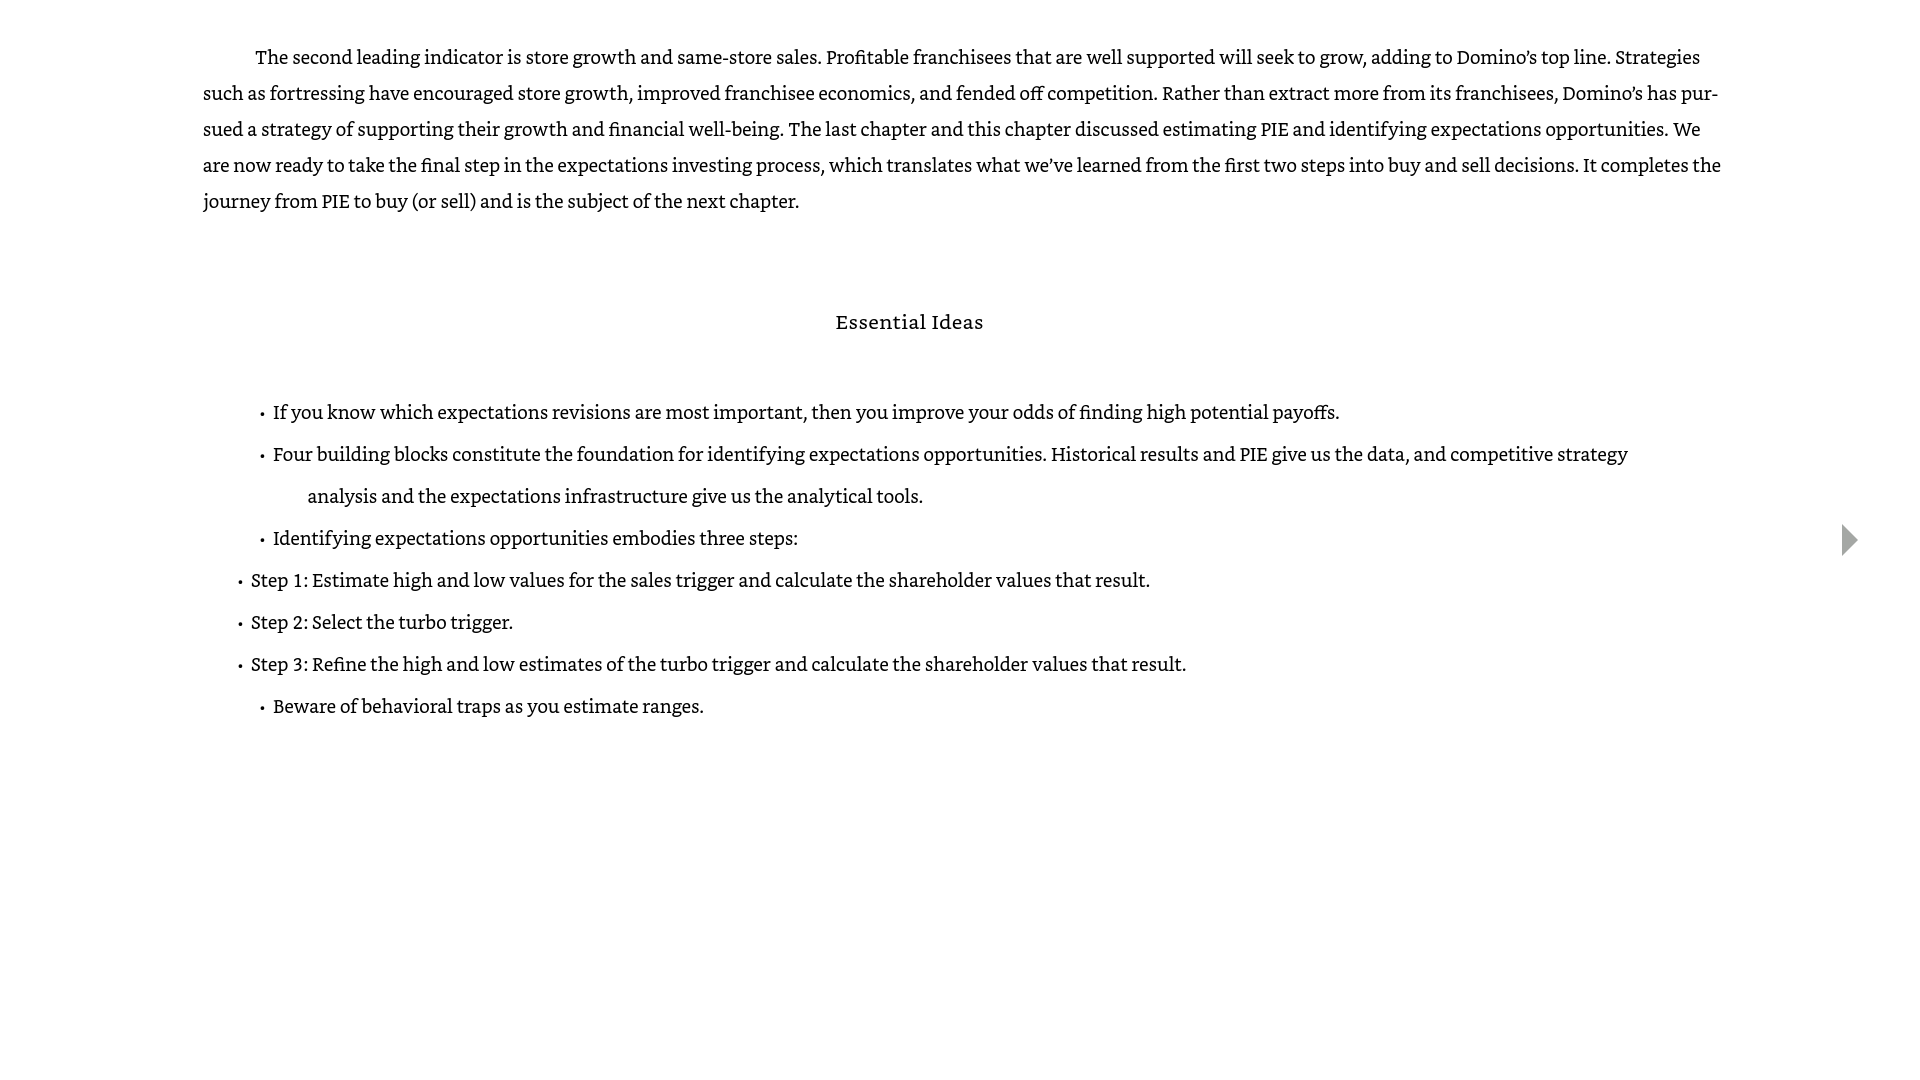 The second leading indicator is store growth and same-store sales. Profitable franchisees that are well supported will seek to grow, adding to Domino’s top line. Strategies
such as fortressing have encouraged store growth, improved franchisee economics, and fended off competition. Rather than extract more from its franchisees, Domino’s has pur-
sued a strategy of supporting their growth and financial well-being. The last chapter and this chapter discussed estimating PIE and identifying expectations opportunities. We
are now ready to take the final step in the expectations investing process, which translates what we’ve learned from the first two steps into buy and sell decisions. It completes the
journey from PIE to buy (or sell) and is the subject of the next chapter.
Essential Ideas
• If you know which expectations revisions are most important, then you improve your odds of finding high potential payoffs.
• Four building blocks constitute the foundation for identifying expectations opportunities. Historical results and PIE give us the data, and competitive strategy
analysis and the expectations infrastructure give us the analytical tools.
• Identifying expectations opportunities embodies three steps:
• Step 1: Estimate high and low values for the sales trigger and calculate the shareholder values that result.
• Step 2: Select the turbo trigger.
• Step 3: Refine the high and low estimates of the turbo trigger and calculate the shareholder values that result.
• Beware of behavioral traps as you estimate ranges.